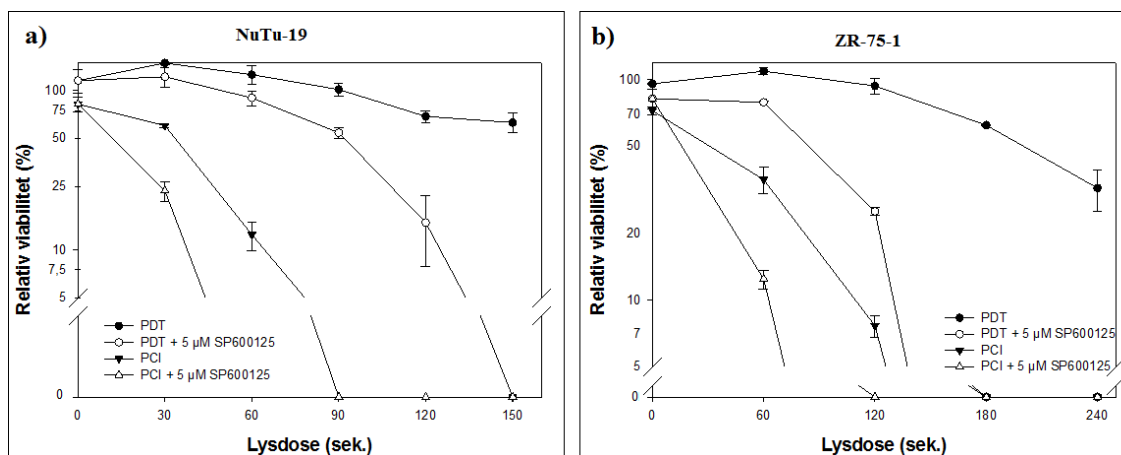 a)
NuTu-19
Relativ viabilitet (%)
100
75
50
25
10
7,5
5
0
PDT
PDT + 5 µM SP600125
PCI
PCI + 5 µM SP600125
0 30 60 90 120 150
Lysdose (sek.)
b)
ZR-75-1
Relativ viabilitet (%)
100
70
50
20
10
7
5
0
PDT
PDT + 5 µM SP600125
PCI
PCI + 5 µM SP600125
0 60 120 180 240
Lysdose (sek.)